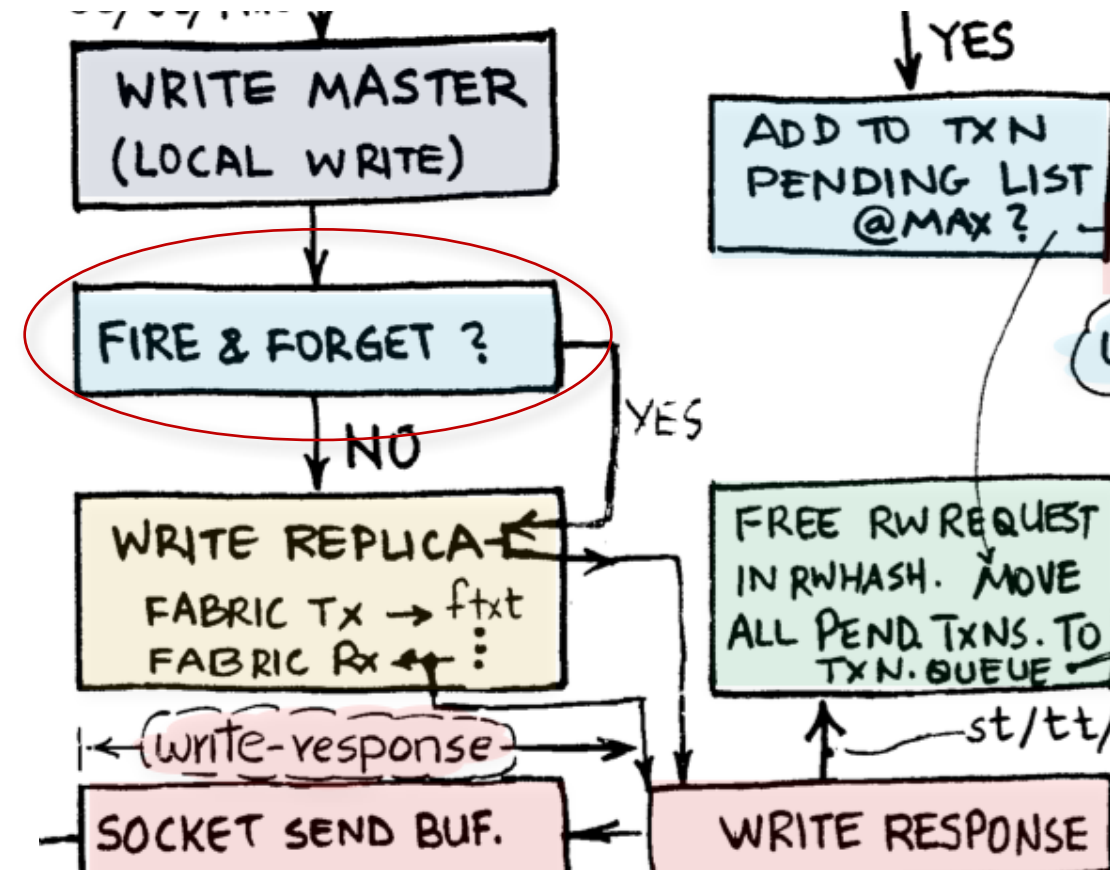 WRITE MASTER
(LOCAL WRITE)
FIRE & FORGET ?
NO
YES
WRITE REPLICA
FABRIC Tx → ftxt
FABRIC Rx ←
write-response
SOCKET SEND BUF.
YES
ADD TO TXN
PENDING LIST
@MAX ?
FREE RWREQUEST
IN RWHASH. MOVE
ALL PEND. TXNS. TO
TXN. QUEUE
st/tt/
WRITE RESPONSE